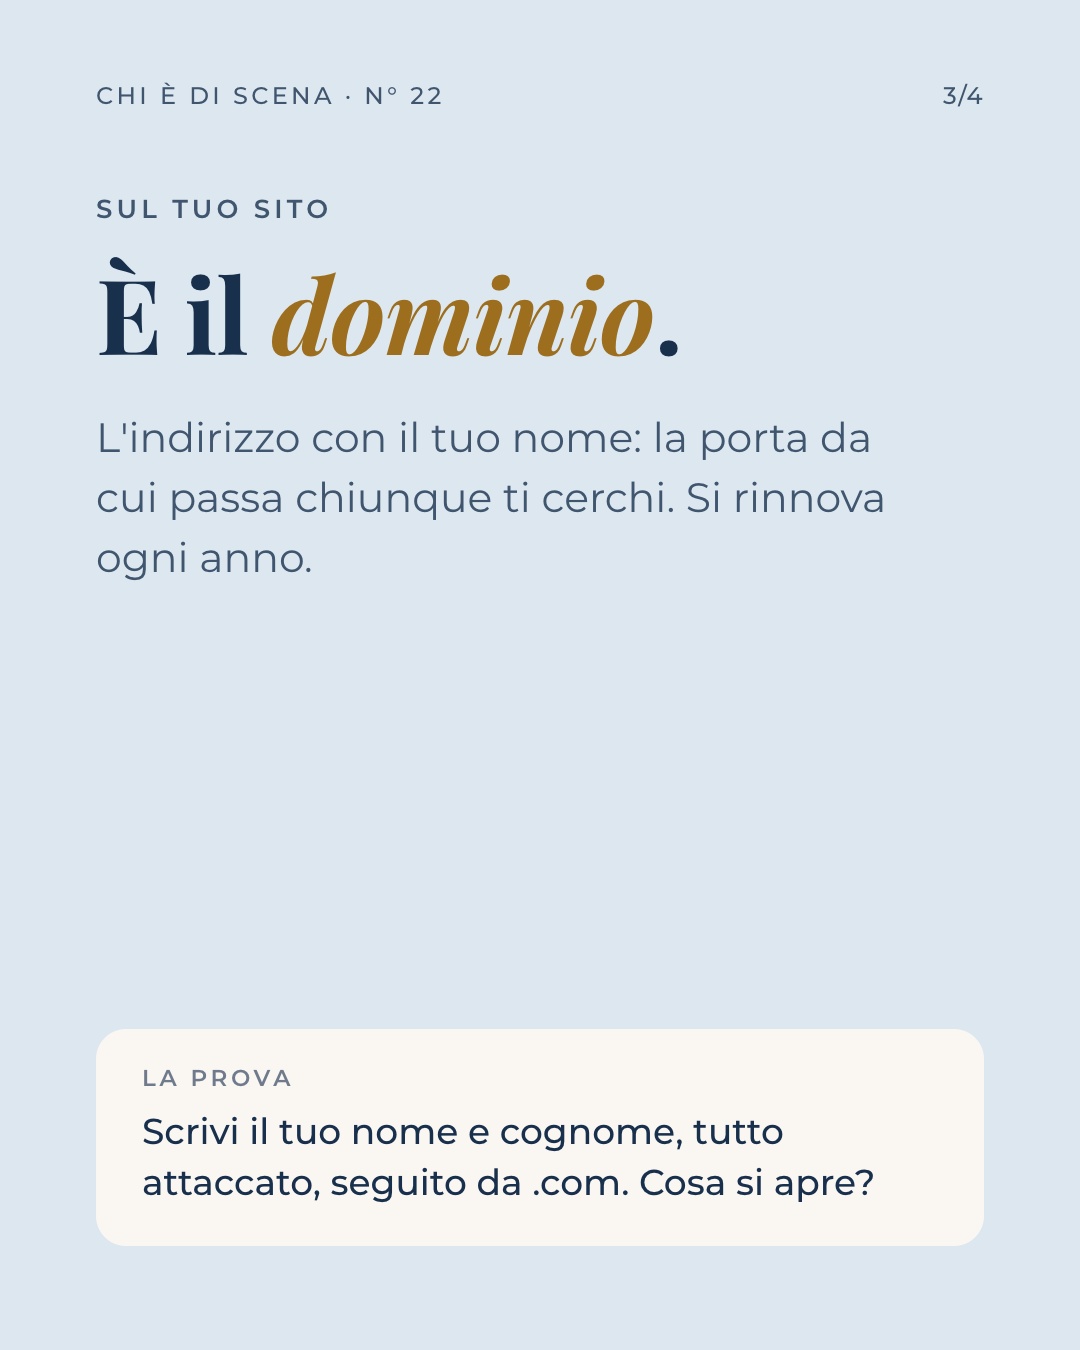 CHI È DI SCENA · N° 22
3/4
SUL TUO SITO
È il dominio.
L'indirizzo con il tuo nome: la porta da
cui passa chiunque ti cerchi. Si rinnova
ogni anno.
LA PROVA
Scrivi il tuo nome e cognome, tutto
attaccato, seguito da .com. Cosa si apre?